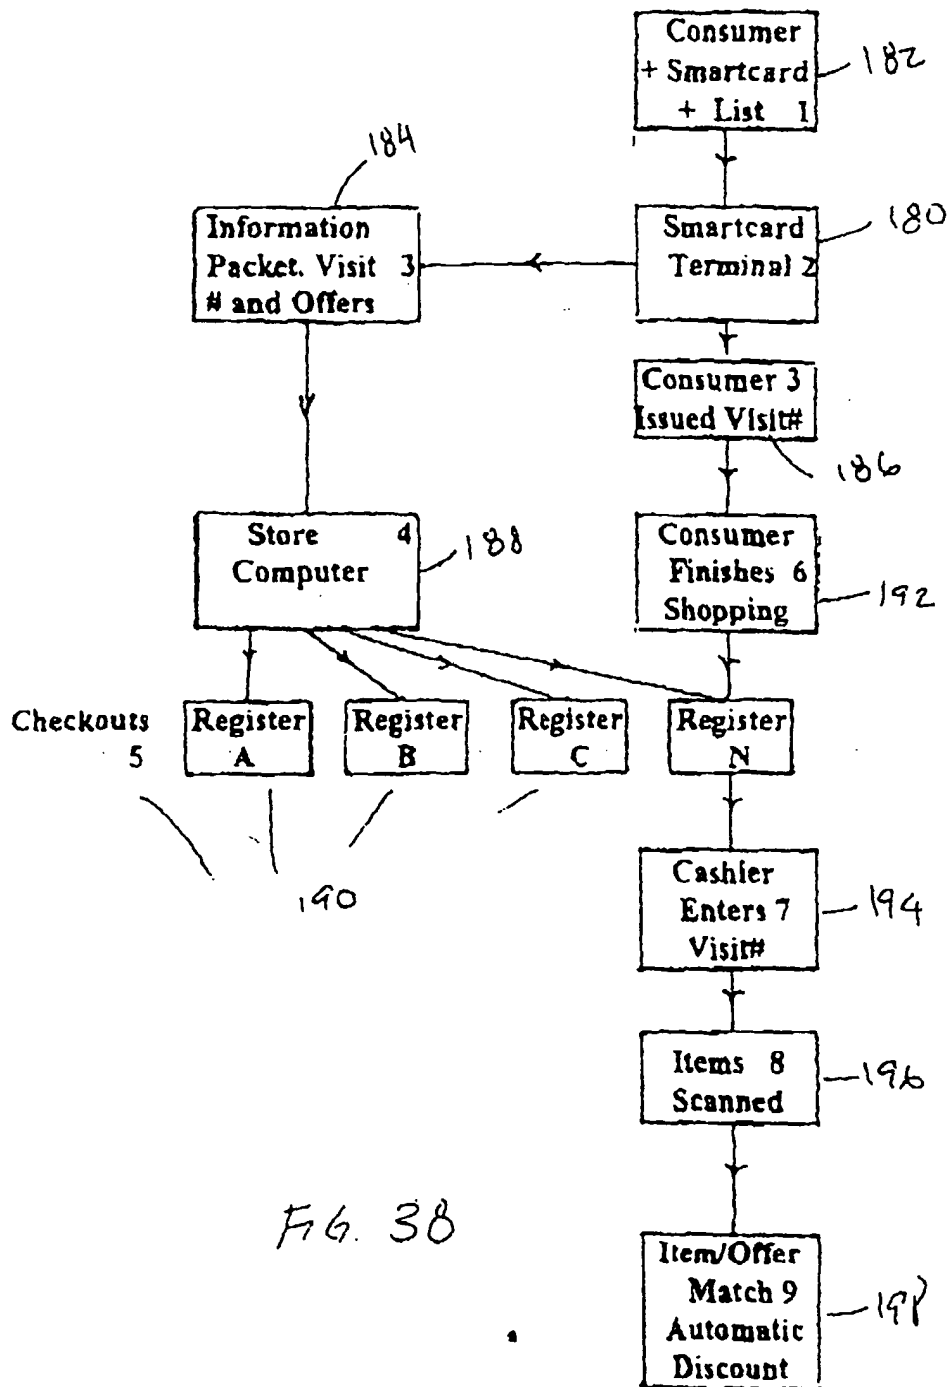 Consumer
+ Smartcard
+ List 1
182
184
Information
Packet. Visit 3
# and Offers
Smartcard
Terminal 2
180
Consumer 3
Issued Visit#
186
Store 4
Computer
188
Consumer
Finishes 6
Shopping
192
Checkouts
5
Register
A
Register
B
Register
C
Register
N
190
Cashier
Enters 7
Visit#
194
Items 8
Scanned
196
FIG. 38
Item/Offer
Match 9
Automatic
Discount
198